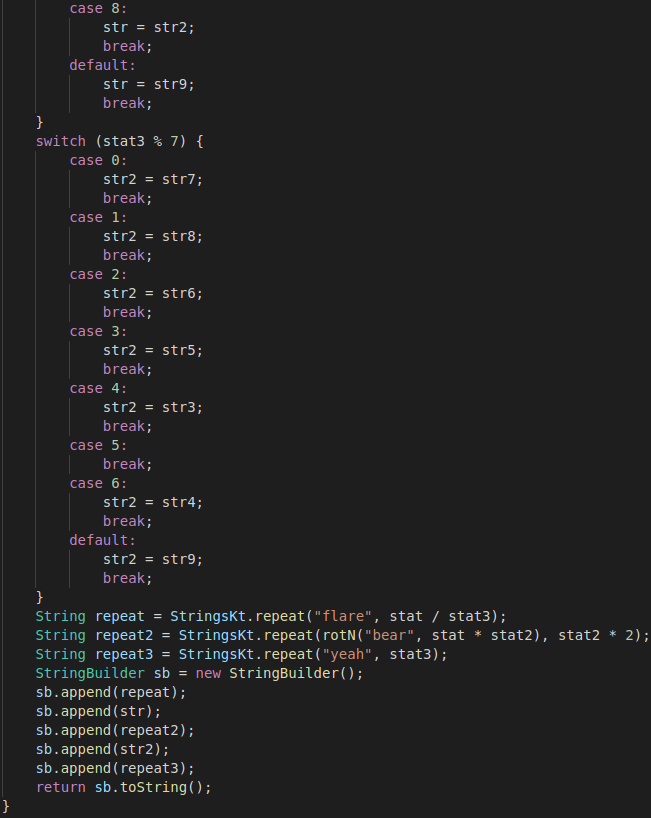 case 8:
str = str2;
break;
default:
str = str9;
break;
}
switch (stat3 % 7) {
case 0:
str2 = str7;
break;
case 1:
str2 = str8;
break;
case 2:
str2 = str6;
break;
case 3:
str2 = str5;
break;
case 4:
str2 = str3;
break;
case 5:
break;
case 6:
str2 = str4;
break;
default:
str2 = str9;
break;
}
String repeat = StringsKt.repeat("flare", stat / stat3);
String repeat2 = StringsKt.repeat(rotN("bear", stat * stat2), stat2 * 2);
String repeat3 = StringsKt.repeat("yeah", stat3);
StringBuilder sb = new StringBuilder();
sb.append(repeat);
sb.append(str);
sb.append(repeat2);
sb.append(str2);
sb.append(repeat3);
return sb.toString();
}